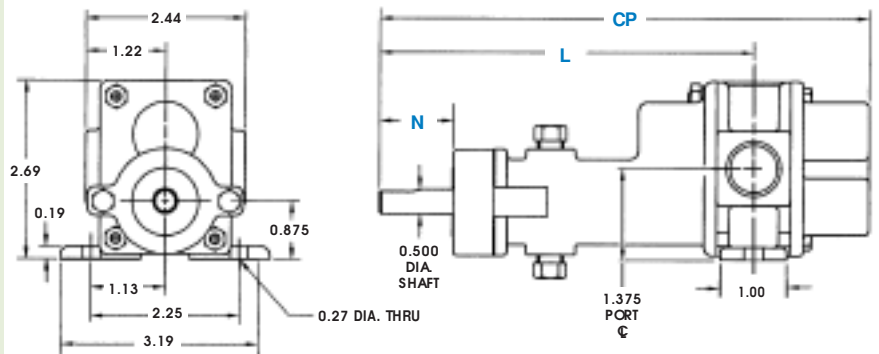 2.44
1.22
2.69
0.19
0.875
1.13
2.25
3.19
0.27 DIA. THRU
CP
L
N
0.500
DIA.
SHAFT
1.375
PORT
℄
1.00